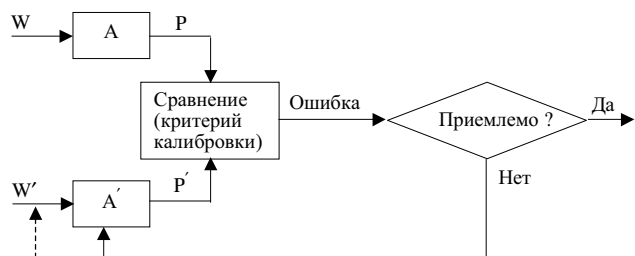 W
A
P
Сравнение
(критерий
калибровки)
Ошибка
Приемлемо ?
Да
Нет
W′
A′
P′